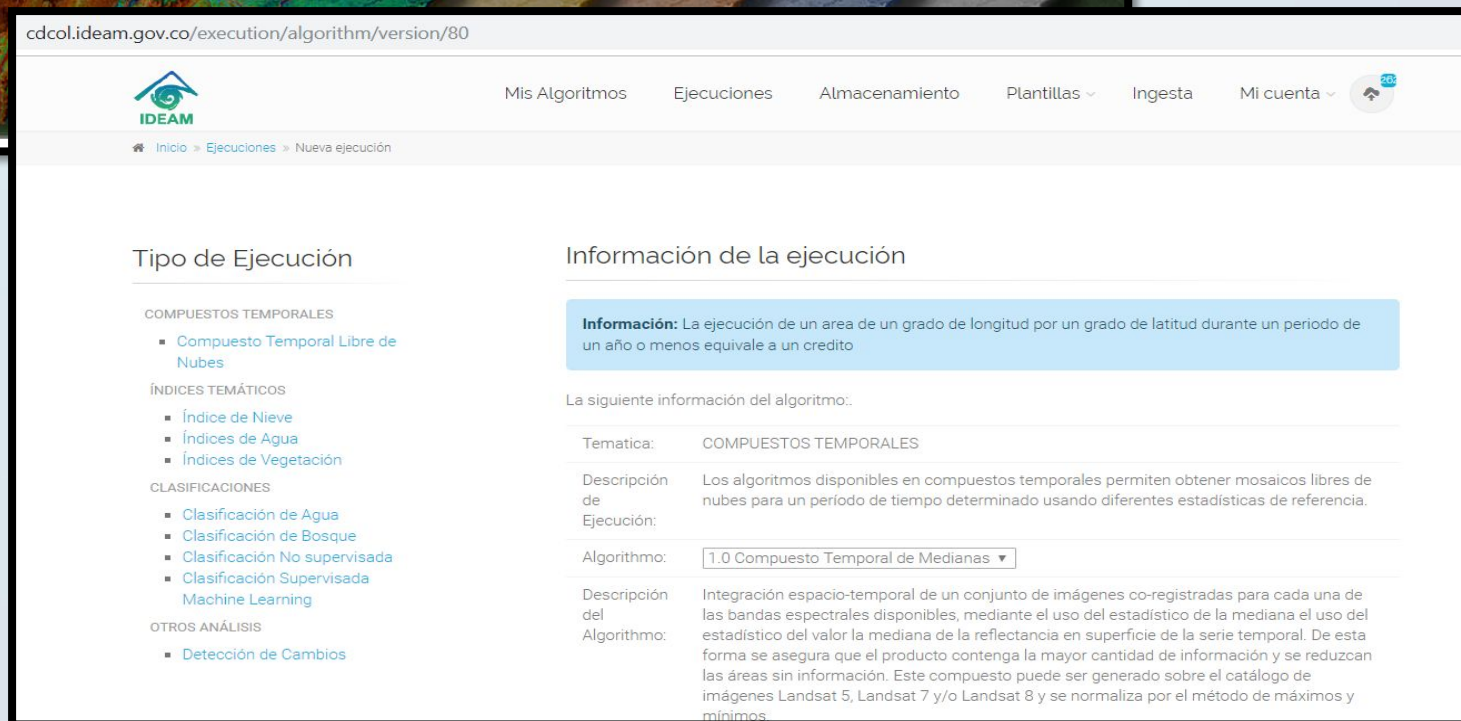 cdcol.ideam.gov.co/execution/algorithm/version/80
IDEAM
Mis Algoritmos
Ejecuciones
Almacenamiento
Plantillas
Ingesta
Mi cuenta
Inicio » Ejecuciones » Nueva ejecución
Tipo de Ejecución
COMPUESTOS TEMPORALES
Compuesto Temporal Libre de
Nubes
ÍNDICES TEMÁTICOS
Índice de Nieve
Índices de Agua
Índices de Vegetación
CLASIFICACIONES
Clasificación de Agua
Clasificación de Bosque
Clasificación No supervisada
Clasificación Supervisada
Machine Learning
OTROS ANÁLISIS
Detección de Cambios
Información de la ejecución
Información: La ejecución de un area de un grado de longitud por un grado de latitud durante un periodo de
un año o menos equivale a un credito
La siguiente información del algoritmo:.
Tematica:
COMPUESTOS TEMPORALES
Descripción
de
Ejecución:
Los algoritmos disponibles en compuestos temporales permiten obtener mosaicos libres de
nubes para un período de tiempo determinado usando diferentes estadísticas de referencia.
Algorithmo:
1.0 Compuesto Temporal de Medianas
Descripción
del
Algorithmo:
Integración espacio-temporal de un conjunto de imágenes co-registradas para cada una de
las bandas espectrales disponibles, mediante el uso del estadístico de la mediana el uso del
estadístico del valor la mediana de la reflectancia en superficie de la serie temporal. De esta
forma se asegura que el producto contenga la mayor cantidad de información y se reduzcan
las áreas sin información. Este compuesto puede ser generado sobre el catálogo de
imágenes Landsat 5, Landsat 7 y/o Landsat 8 y se normaliza por el método de máximos y
mínimos